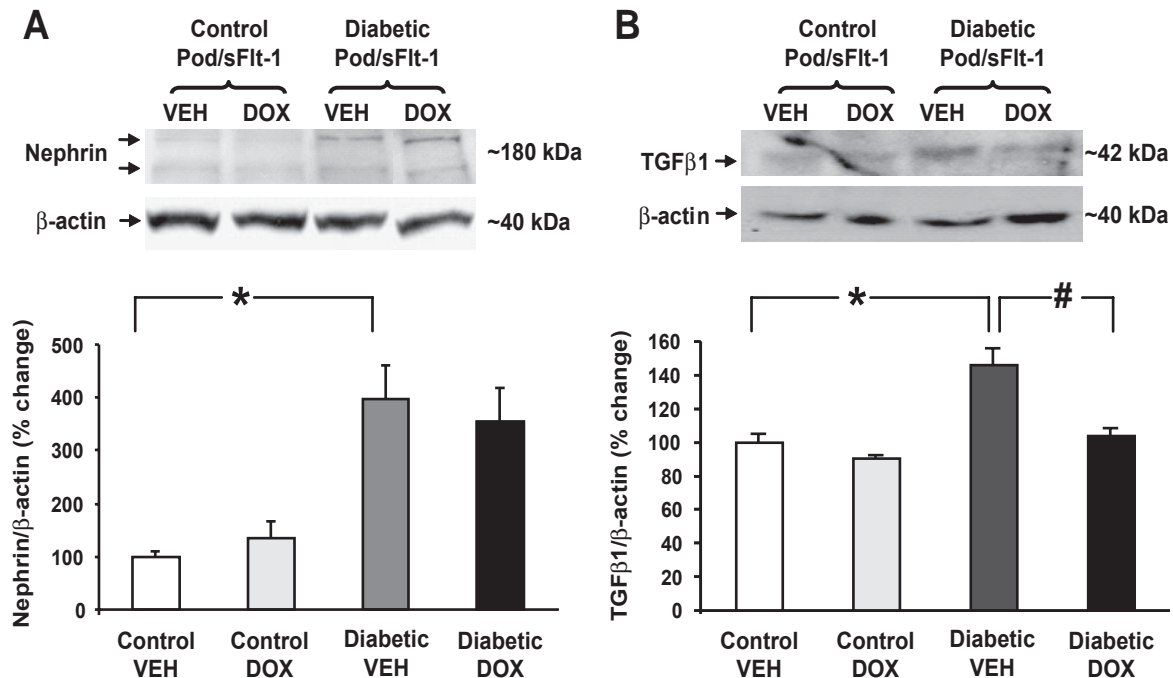 A
Control
Pod/sFlt-1
Diabetic
Pod/sFlt-1
VEH DOX VEH DOX
Nephrin
~180 kDa
β-actin
~40 kDa
*
Nephrin/β-actin (% change)
500
400
300
200
100
0
Control
VEH
Control
DOX
Diabetic
VEH
Diabetic
DOX
B
Control
Pod/sFlt-1
Diabetic
Pod/sFlt-1
VEH DOX VEH DOX
TGFβ1
~42 kDa
β-actin
~40 kDa
*
#
TGFβ1/β-actin (% change)
160
140
120
100
80
60
40
20
0
Control
VEH
Control
DOX
Diabetic
VEH
Diabetic
DOX